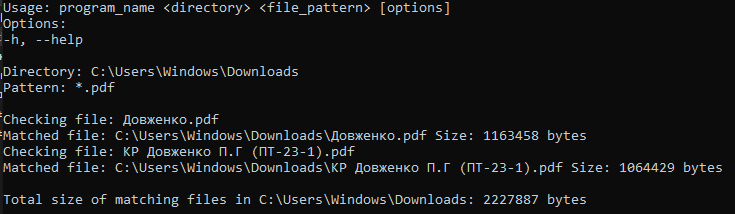 Usage: program_name <directory> <file_pattern> [options]
Options:
-h, --help
Directory: C:\Users\Windows\Downloads
Pattern: *.pdf
Checking file: Довженко.pdf
Matched file: C:\Users\Windows\Downloads\Довженко.pdf Size: 1163458 bytes
Checking file: КР Довженко П.Г (ПТ-23-1).pdf
Matched file: C:\Users\Windows\Downloads\КР Довженко П.Г (ПТ-23-1).pdf Size: 1064429 bytes
Total size of matching files in C:\Users\Windows\Downloads: 2227887 bytes